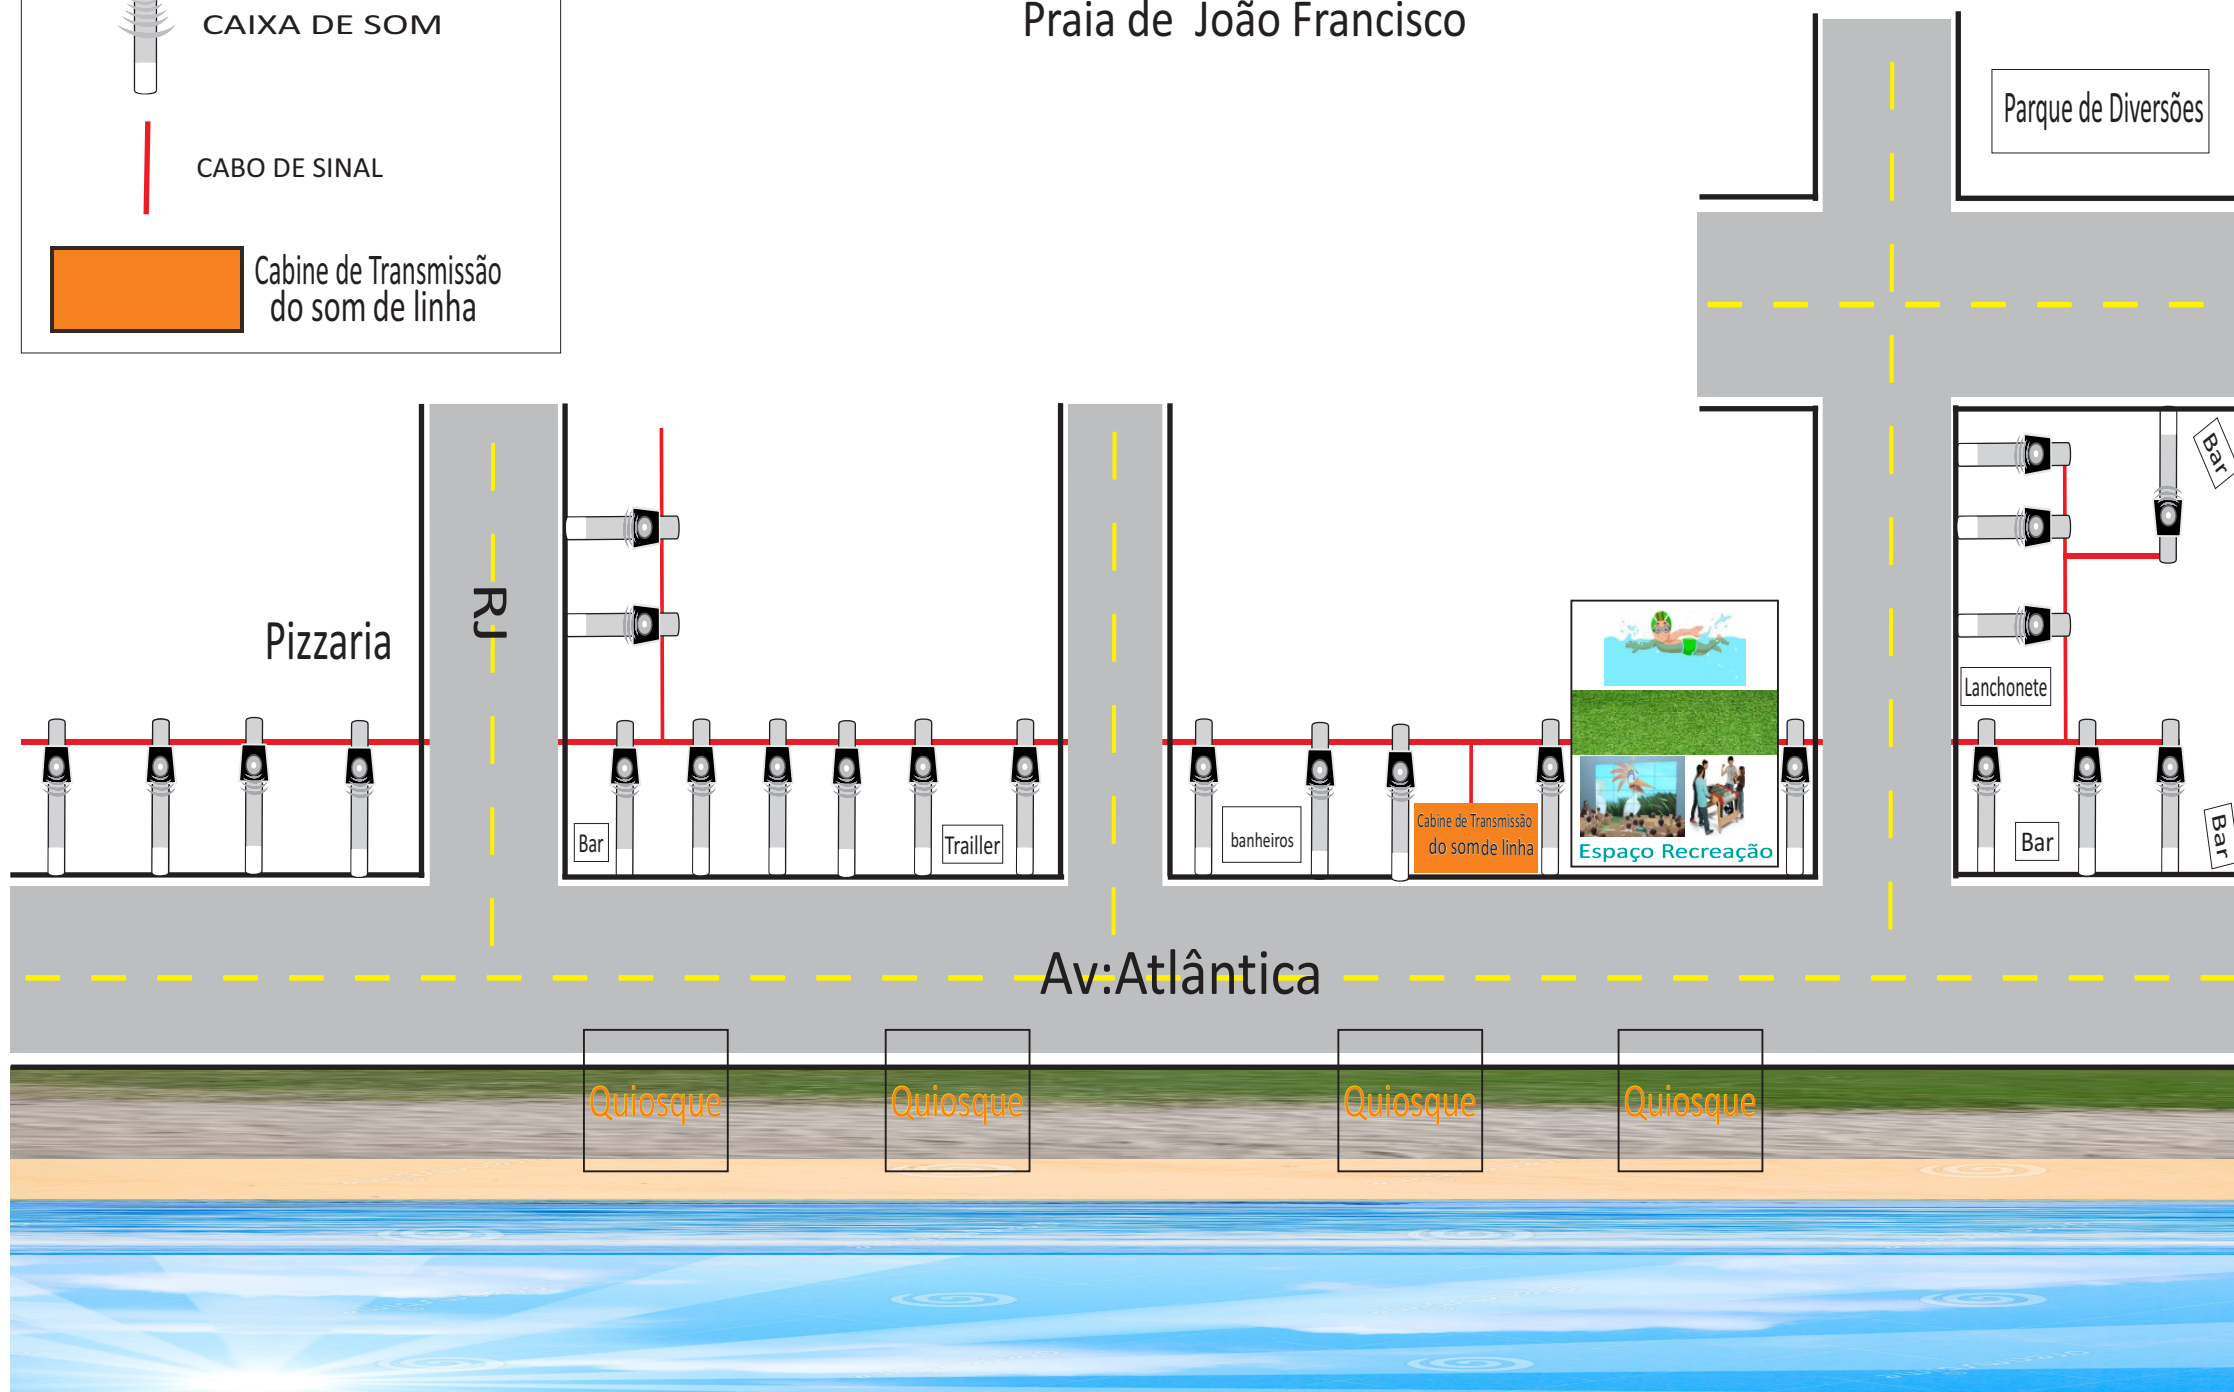 Praia de João Francisco
CAIXA DE SOM
CABO DE SINAL
Cabine de Transmissão
do som de linha
Parque de Diversões
Bar
RJ
Pizzaria
Lanchonete
Bar
Trailler
banheiros
Cabine de Transmissão
do som de linha
Espaço Recreação
Bar
Bar
Av:Atlântica
Quiosque
Quiosque
Quiosque
Quiosque